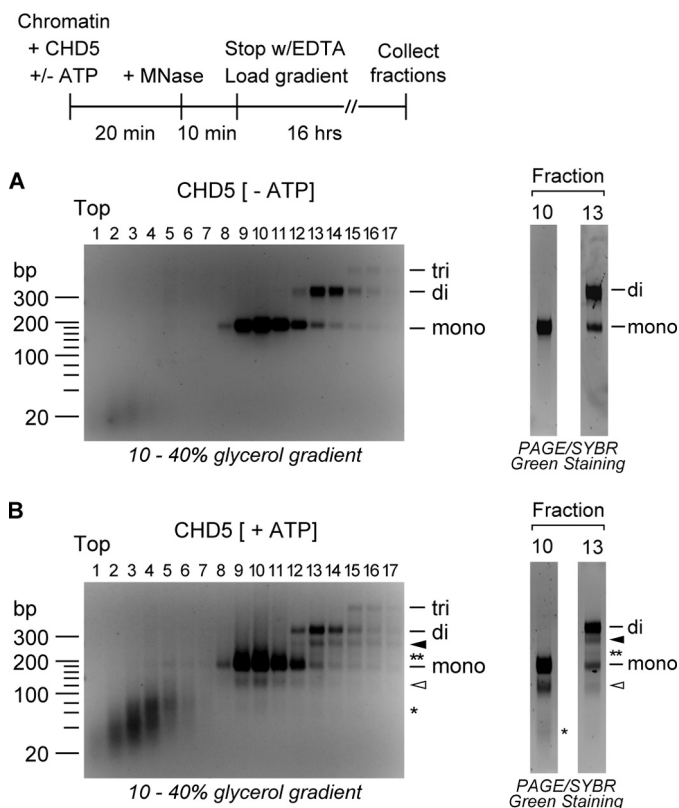 Chromatin
+ CHD5
+/- ATP
+ MNase
Stop w/EDTA
Load gradient
Collect
fractions
20 min
10 min
16 hrs
A
CHD5 [ - ATP]
Top
1 2 3 4 5 6 7 8 9 10 11 12 13 14 15 16 17
bp
300
200
100
20
tri
di
mono
10 - 40% glycerol gradient
Fraction
10 13
di
mono
PAGE/SYBR
Green Staining
B
CHD5 [ + ATP]
Top
1 2 3 4 5 6 7 8 9 10 11 12 13 14 15 16 17
bp
300
200
100
20
tri
di
**
mono
*
10 - 40% glycerol gradient
Fraction
10 13
di
**
mono
*
PAGE/SYBR
Green Staining